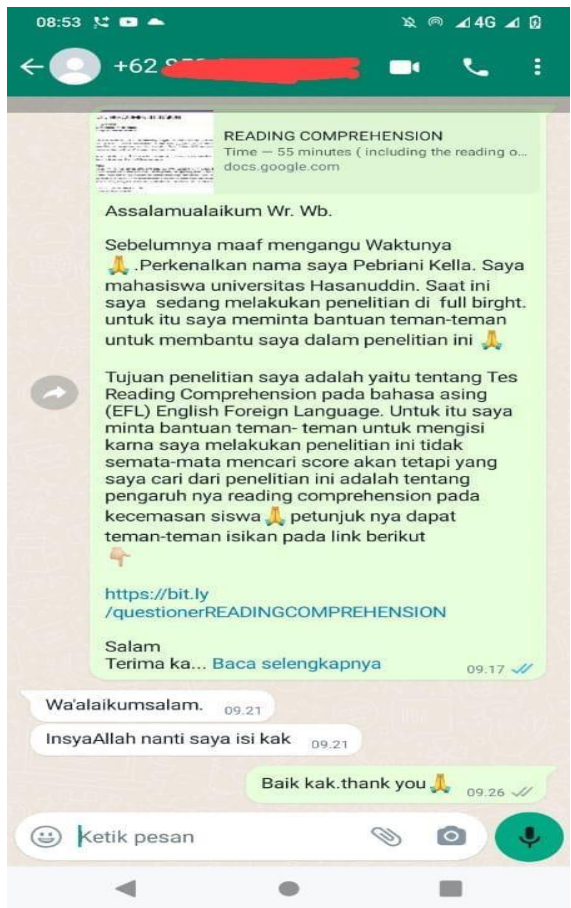 08:53 4G
+62
READING COMPREHENSION
Time — 55 minutes ( including the reading o...
docs.google.com
Assalamualaikum Wr. Wb.
Sebelumnya maaf mengangu Waktunya
🙏.Perkenalkan nama saya Pebriani Kella. Saya
mahasiswa universitas Hasanuddin. Saat ini
saya sedang melakukan penelitian di full birght.
untuk itu saya meminta bantuan teman-teman
untuk membantu saya dalam penelitian ini 🙏
Tujuan penelitian saya adalah yaitu tentang Tes
Reading Comprehension pada bahasa asing
(EFL) English Foreign Language. Untuk itu saya
minta bantuan teman- teman untuk mengisi
karna saya melakukan penelitian ini tidak
semata-mata mencari score akan tetapi yang
saya cari dari penelitian ini adalah tentang
pengaruh nya reading comprehension pada
kecemasan siswa🙏 petunjuk nya dapat
teman-teman isikan pada link berikut
👇🏻
https://bit.ly
/questionerREADINGCOMPREHENSION
Salam
Terima ka... Baca selengkapnya 09.17
Wa'alaikumsalam. 09.21
InsyaAllah nanti saya isi kak 09.21
Baik kak.thank you🙏 09.26
Ketik pesan